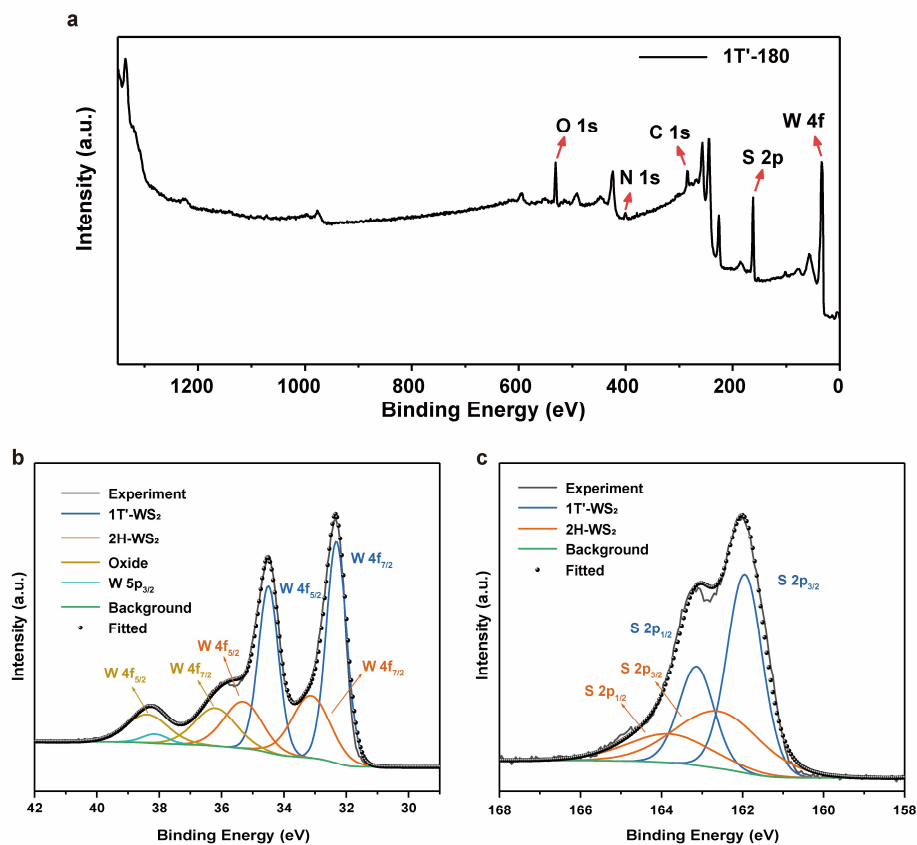 a
1T'-180
O 1s
N 1s
C 1s
S 2p
W 4f
Intensity (a.u.)
1200 1000 800 600 400 200 0
Binding Energy (eV)
b
Experiment
1T'-WS₂
2H-WS₂
Oxide
W 5p₃/₂
Background
Fitted
W 4f₅/₂
W 4f₇/₂
W 4f₅/₂
W 4f₅/₂
W 4f₇/₂
W 4f₇/₂
Intensity (a.u.)
42 40 38 36 34 32 30
Binding Energy (eV)
c
Experiment
1T'-WS₂
2H-WS₂
Background
Fitted
S 2p₁/₂
S 2p₃/₂
S 2p₁/₂
S 2p₃/₂
Intensity (a.u.)
168 166 164 162 160 158
Binding Energy (eV)